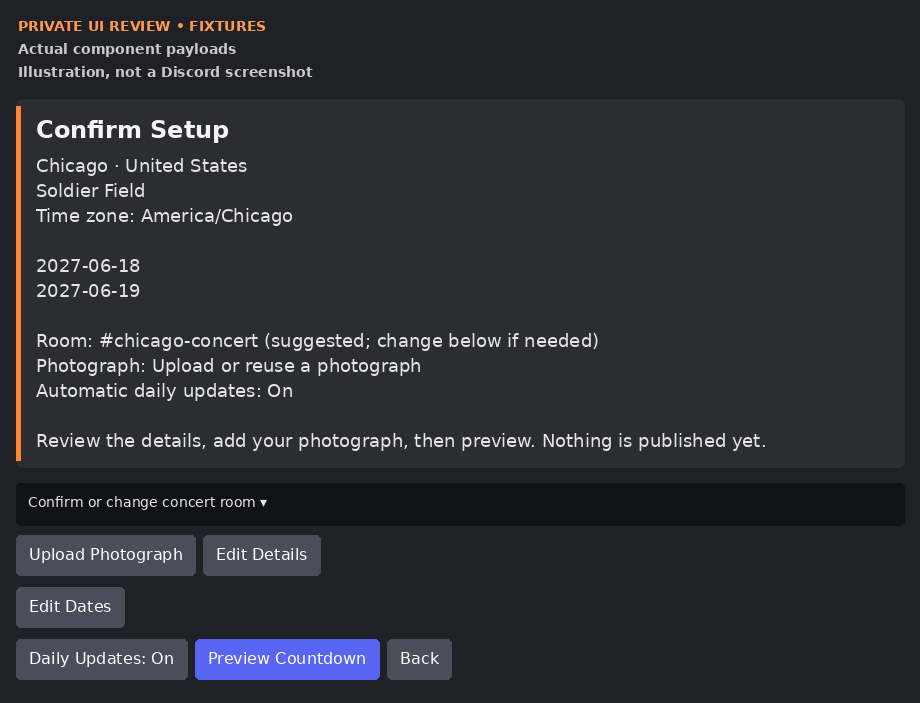 PRIVATE UI REVIEW • FIXTURES
Actual component payloads
Illustration, not a Discord screenshot
Confirm Setup
Chicago · United States
Soldier Field
Time zone: America/Chicago
2027-06-18
2027-06-19
Room: #chicago-concert (suggested; change below if needed)
Photograph: Upload or reuse a photograph
Automatic daily updates: On
Review the details, add your photograph, then preview. Nothing is published yet.
Confirm or change concert room ▾
Upload Photograph Edit Details
Edit Dates
Daily Updates: On Preview Countdown Back